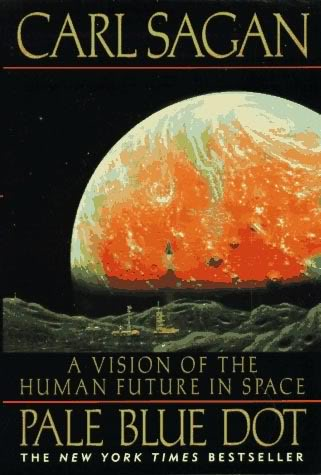 CARL SAGAN
A VISION OF THE
HUMAN FUTURE IN SPACE
PALE BLUE DOT
THE NEW YORK TIMES BESTSELLER